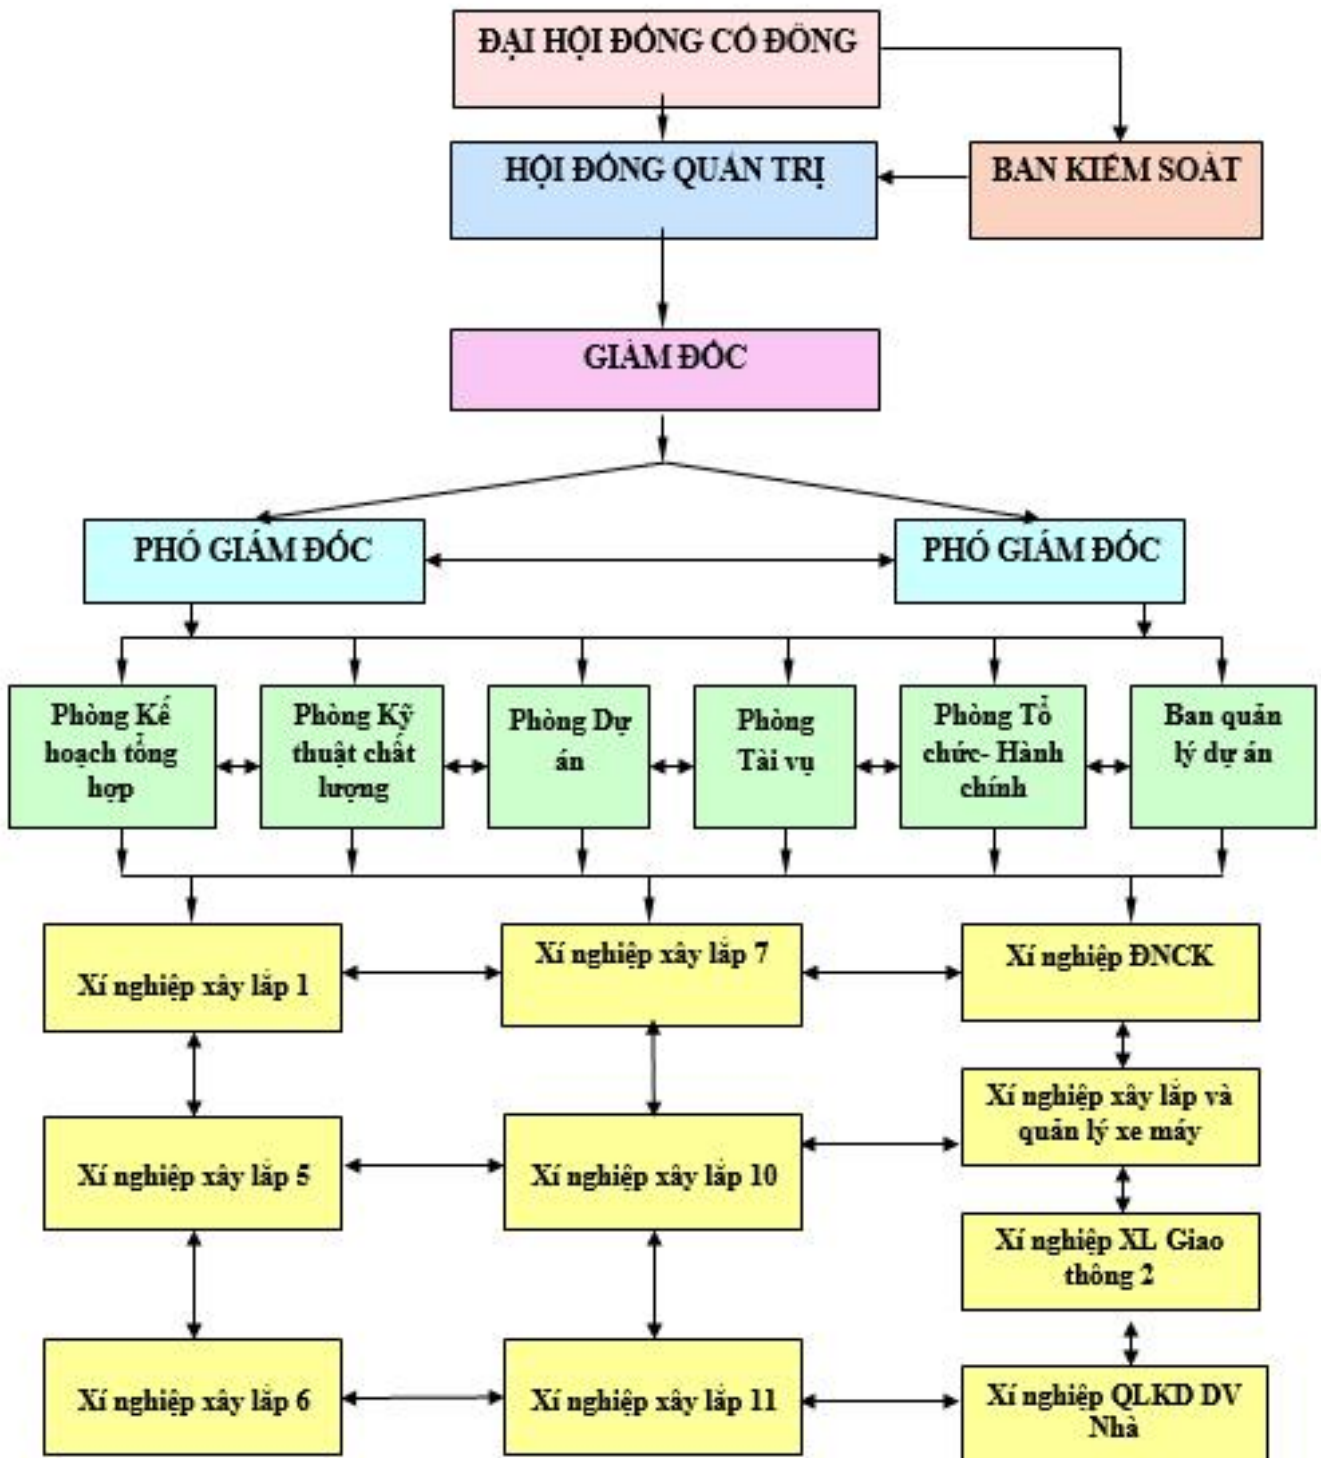 ĐẠI HỘI ĐỒNG CỔ ĐÔNG
HỘI ĐỒNG QUẢN TRỊ
BAN KIỂM SOÁT
GIÁM ĐỐC
PHÓ GIÁM ĐỐC
PHÓ GIÁM ĐỐC
Phòng Kế
hoạch tổng
hợp
Phòng Kỹ
thuật chất
lượng
Phòng Dự
án
Phòng
Tài vụ
Phòng Tổ
chức- Hành
chính
Ban quản
lý dự án
Xí nghiệp xây lắp 1
Xí nghiệp xây lắp 7
Xí nghiệp ĐNCK
Xí nghiệp xây lắp và
quản lý xe máy
Xí nghiệp xây lắp 5
Xí nghiệp xây lắp 10
Xí nghiệp XL Giao
thông 2
Xí nghiệp xây lắp 6
Xí nghiệp xây lắp 11
Xí nghiệp QLKD DV
Nhà